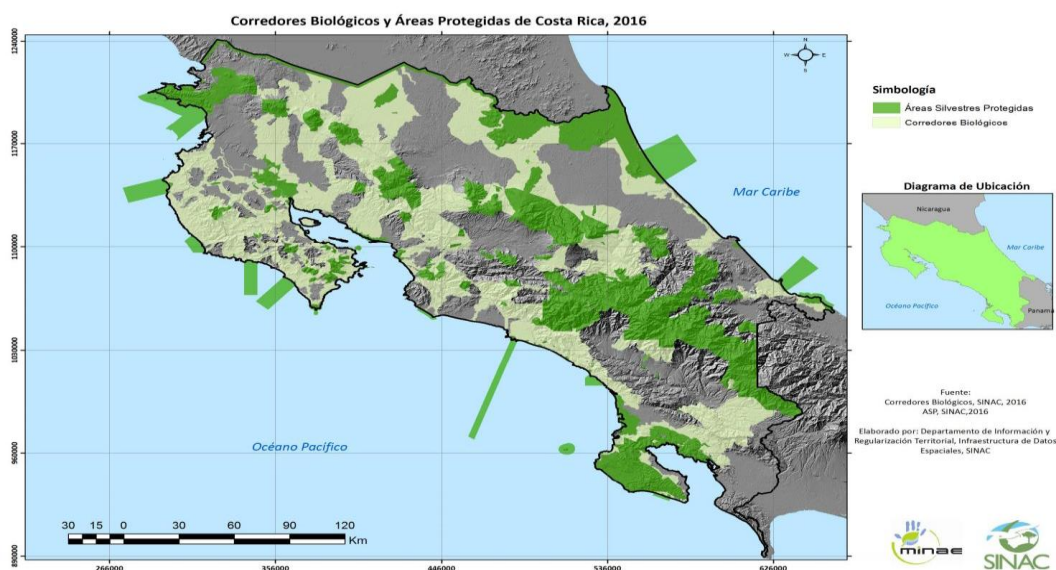 Corredores Biológicos y Áreas Protegidas de Costa Rica, 2016
N
W E
S
1240000
1170000
1100000
1030000
960000
890000
Mar Caribe
Océano Pacífico
30 15 0 30 60 90 120
Km
266000 356000 446000 536000 626000
Simbología
Áreas Silvestres Protegidas
Corredores Biológicos
Diagrama de Ubicación
Nicaragua
Mar Caribe
Océano Pacífico
Panama
Fuente:
Corredores Biológicos, SINAC, 2016
ASP, SINAC,2016
Elaborado por: Departamento de Información y
Regularización Territorial, Infraestructura de Datos
Espaciales, SINAC
minae
SINAC